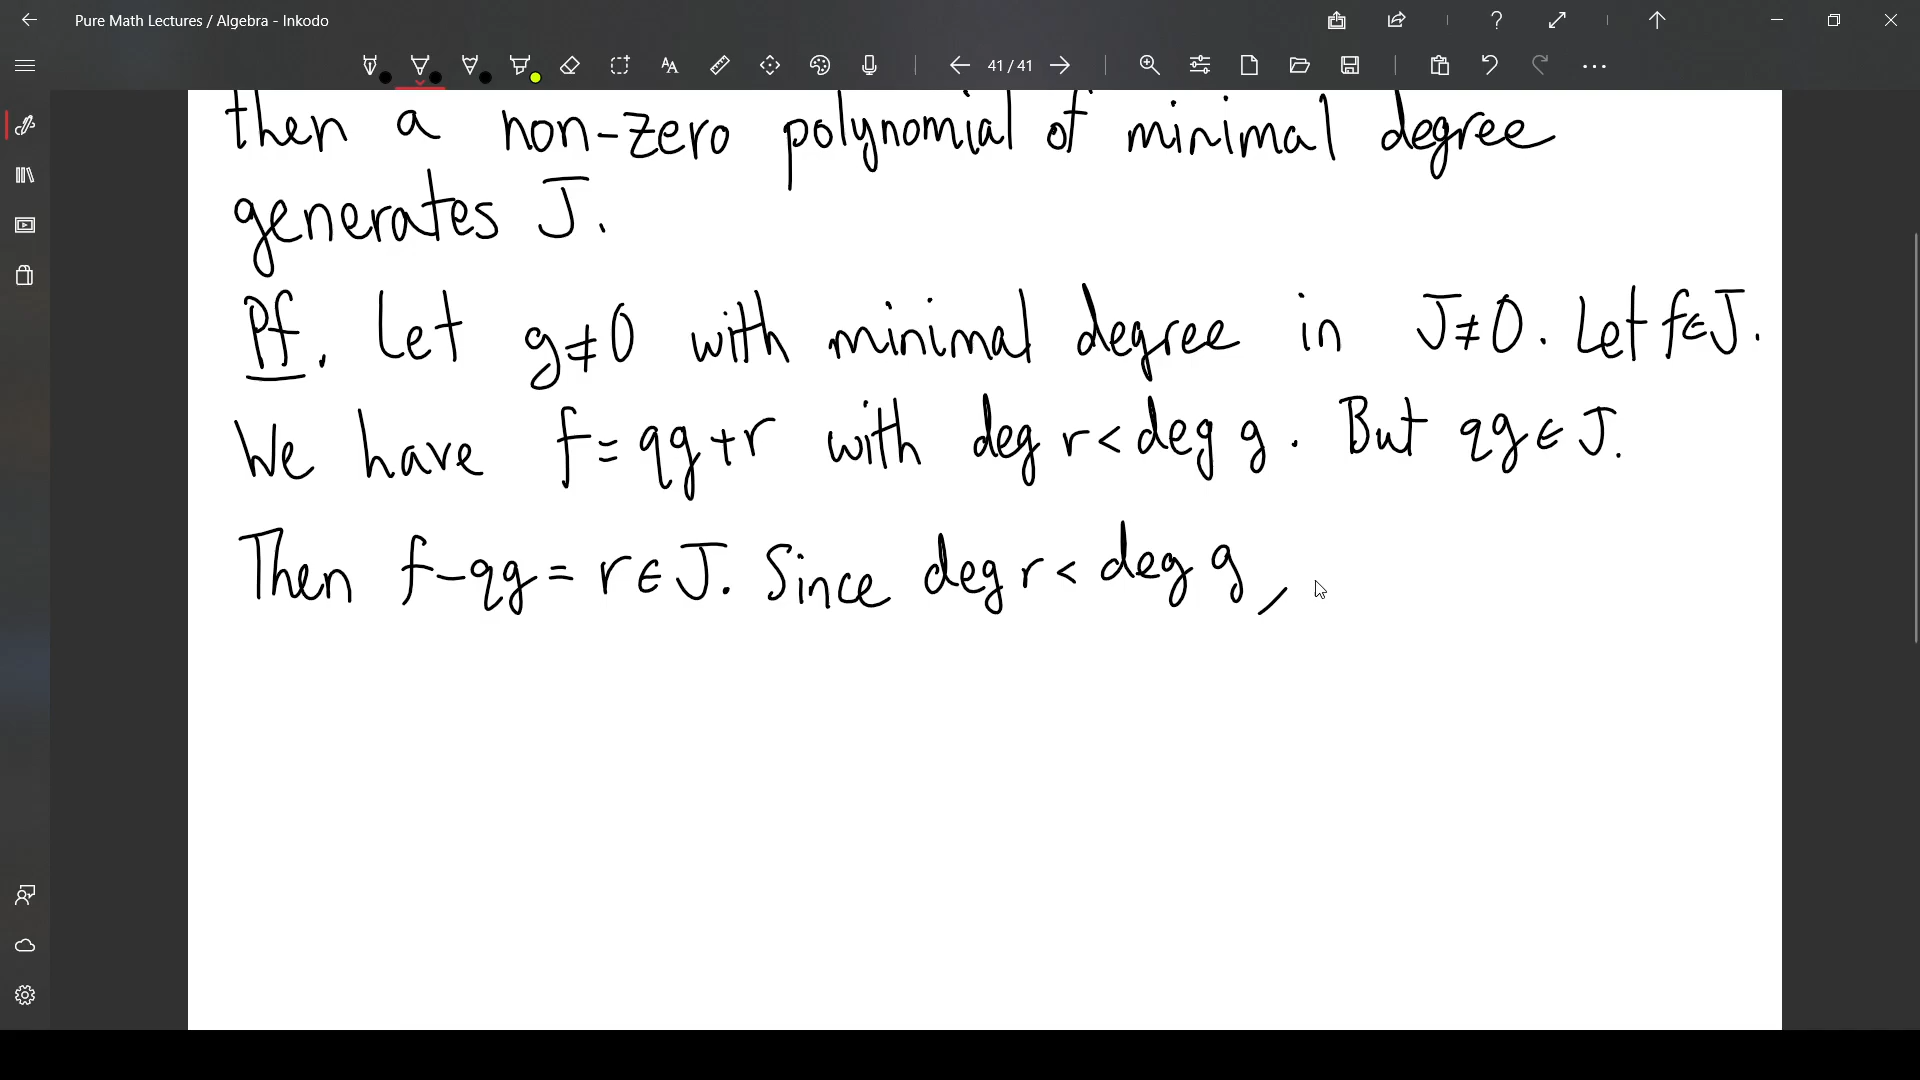 Pure Math Lectures / Algebra - Inkodo
41 / 41
then a non-zero polynomial of minimal degree
generates J.
Pf. Let g≠0 with minimal degree in J≠0. Let f∈J.
We have f=qg+r with deg r<deg g. But qg∈J.
Then f-qg=r∈J. Since deg r<deg g,